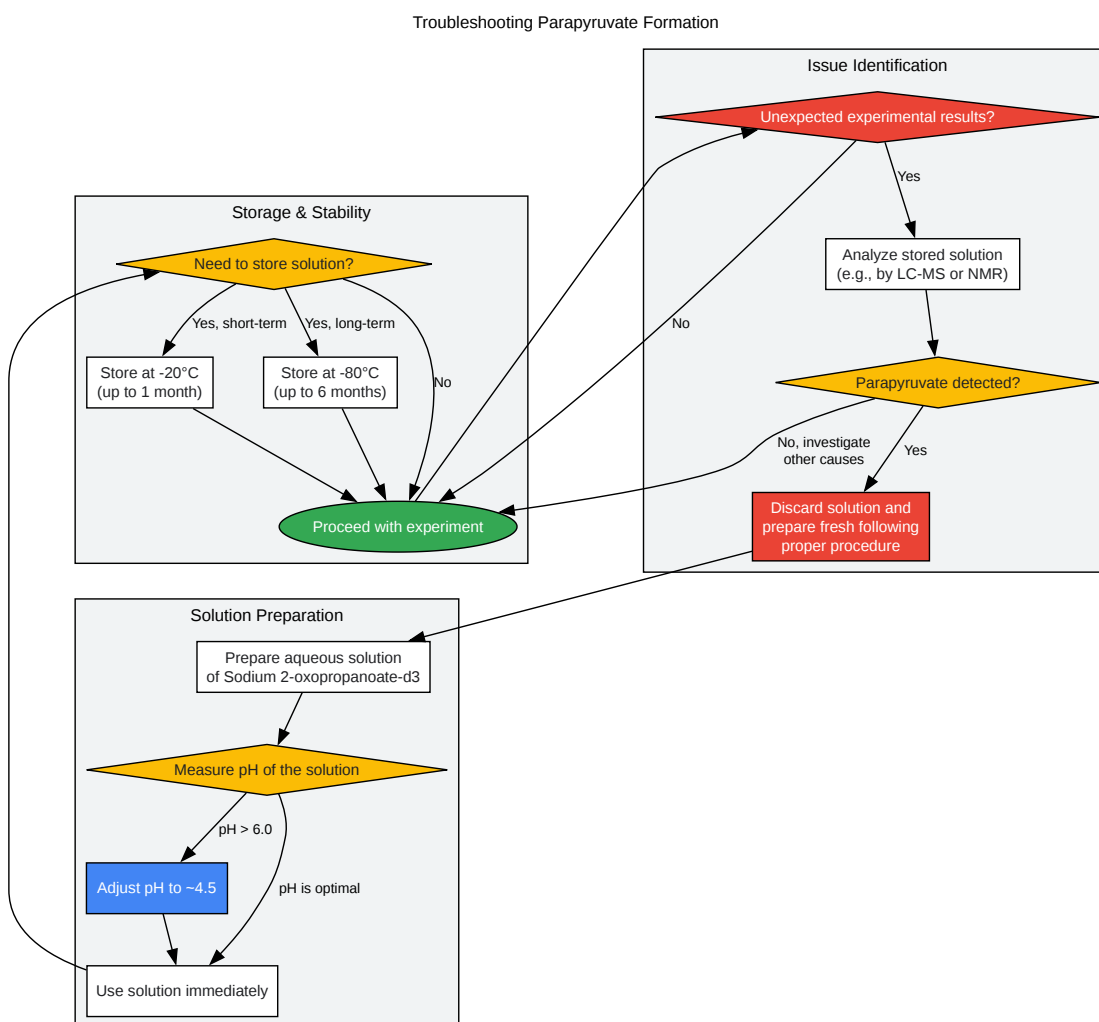 Troubleshooting Parapyruvate Formation
Issue Identification
Unexpected experimental results?
Yes
No
Analyze stored solution
(e.g., by LC-MS or NMR)
Parapyruvate detected?
No, investigate
other causes
Yes
Discard solution and
prepare fresh following
proper procedure
Storage & Stability
Need to store solution?
Yes, short-term
Yes, long-term
No
Store at -20°C
(up to 1 month)
Store at -80°C
(up to 6 months)
Proceed with experiment
Solution Preparation
Prepare aqueous solution
of Sodium 2-oxopropanoate-d3
Measure pH of the solution
pH > 6.0
pH is optimal
Adjust pH to ~4.5
Use solution immediately